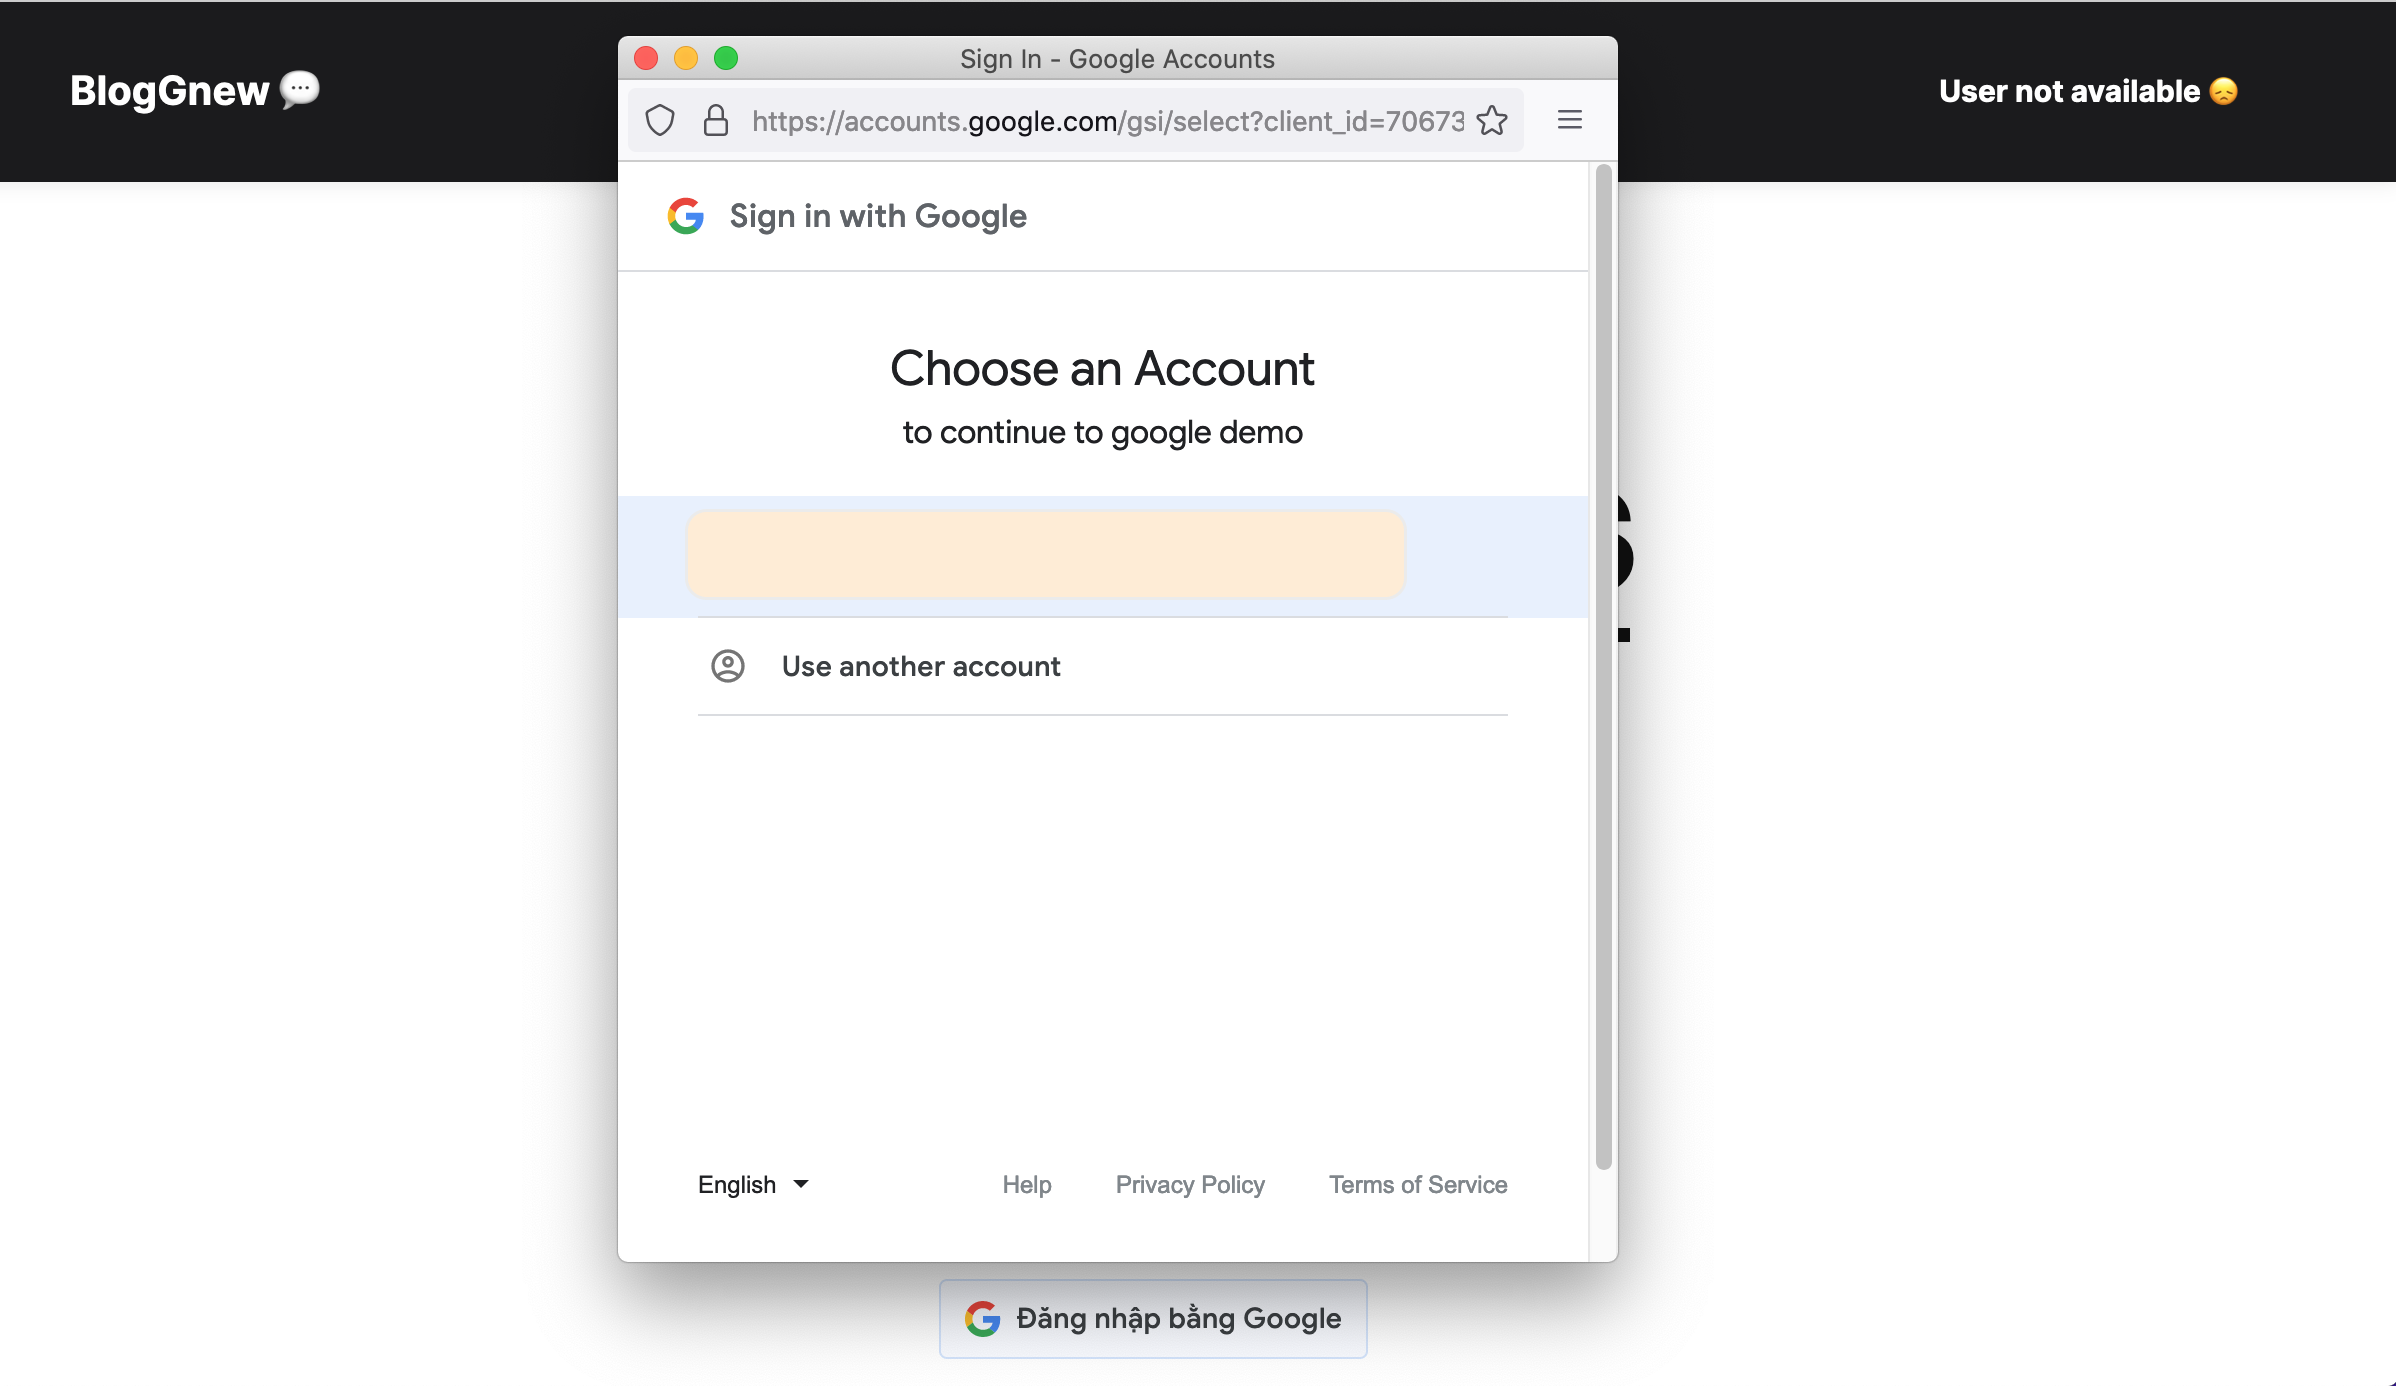 BlogGnew 💬
User not available 😞
Sign In - Google Accounts
https://accounts.google.com/gsi/select?client_id=70673
Sign in with Google
Choose an Account
to continue to google demo
Use another account
English
Help
Privacy Policy
Terms of Service
Đăng nhập bằng Google